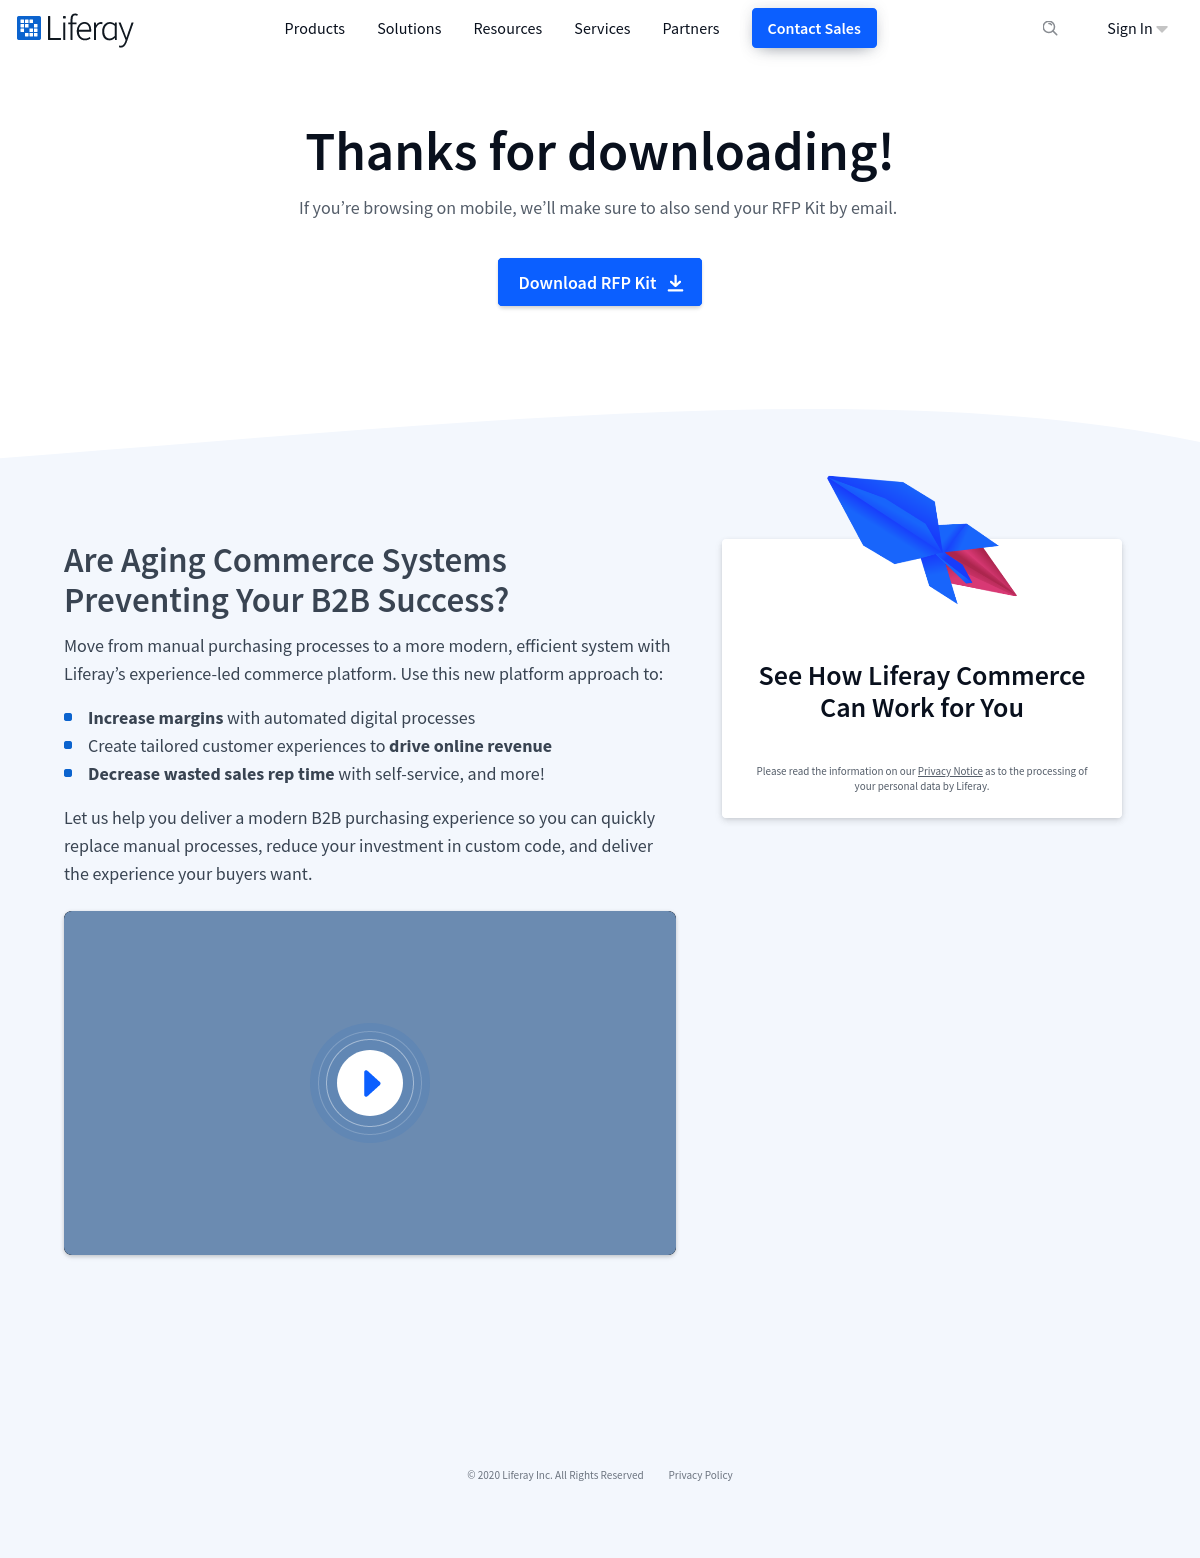 Liferay
Products Solutions Resources Services Partners Contact Sales Sign In
Thanks for downloading!
If you’re browsing on mobile, we’ll make sure to also send your RFP Kit by email.
Download RFP Kit
Are Aging Commerce Systems
Preventing Your B2B Success?
Move from manual purchasing processes to a more modern, efficient system with
Liferay’s experience-led commerce platform. Use this new platform approach to:
Increase margins with automated digital processes
Create tailored customer experiences to drive online revenue
Decrease wasted sales rep time with self-service, and more!
Let us help you deliver a modern B2B purchasing experience so you can quickly
replace manual processes, reduce your investment in custom code, and deliver
the experience your buyers want.
See How Liferay Commerce
Can Work for You
Please read the information on our Privacy Notice as to the processing of
your personal data by Liferay.
© 2020 Liferay Inc. All Rights Reserved Privacy Policy